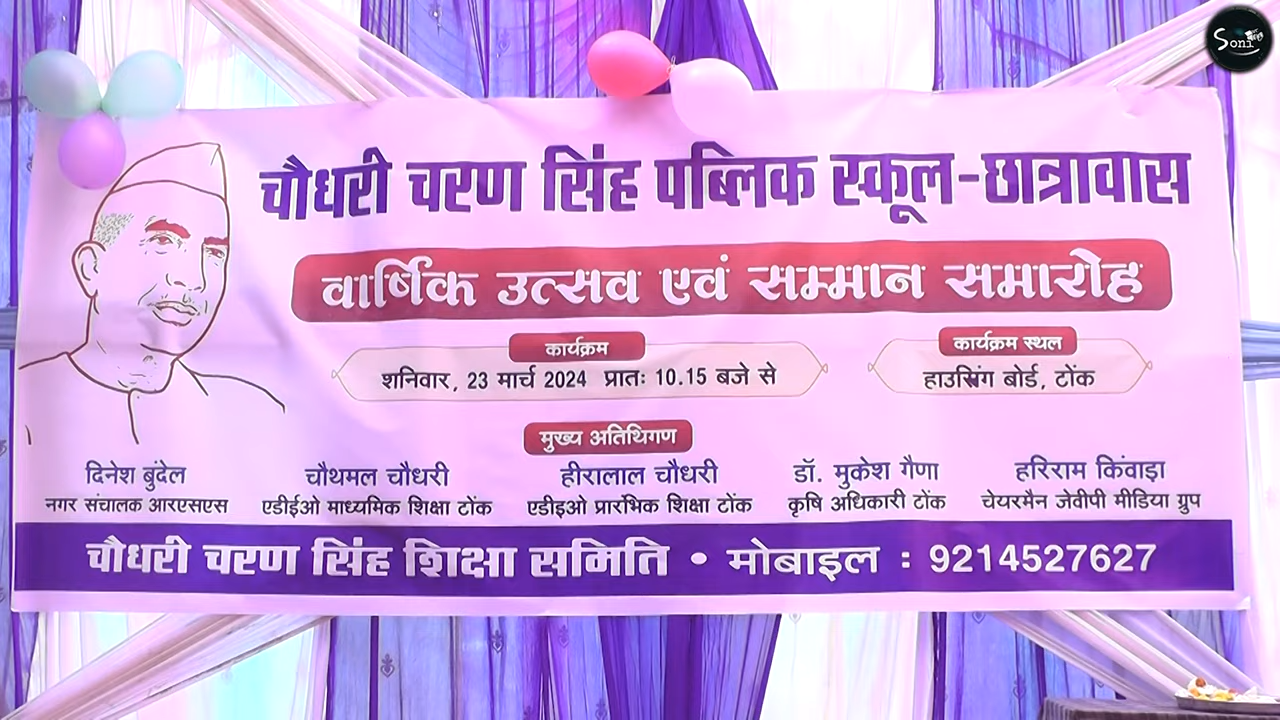 Soni
चौधरी चरण सिंह पब्लिक स्कूल-छात्रावास
वार्षिक उत्सव एवं सम्मान समारोह
कार्यक्रम
शनिवार, 23 मार्च 2024 प्रातः 10.15 बजे से
कार्यक्रम स्थल
हाउसिंग बोर्ड, टोंक
मुख्य अतिथिगण
दिनेश बुंदेल
नगर संचालक आरएसएस
चौथमल चौधरी
एडीईओ माध्यमिक शिक्षा टोंक
हीरालाल चौधरी
एडीइओ प्रारंभिक शिक्षा टोंक
डॉ. मुकेश गैणा
कृषि अधिकारी टोंक
हरिराम किंवाड़ा
चेयरमैन जेवीपी मीडिया ग्रुप
चौधरी चरण सिंह शिक्षा समिति • मोबाइल : 9214527627